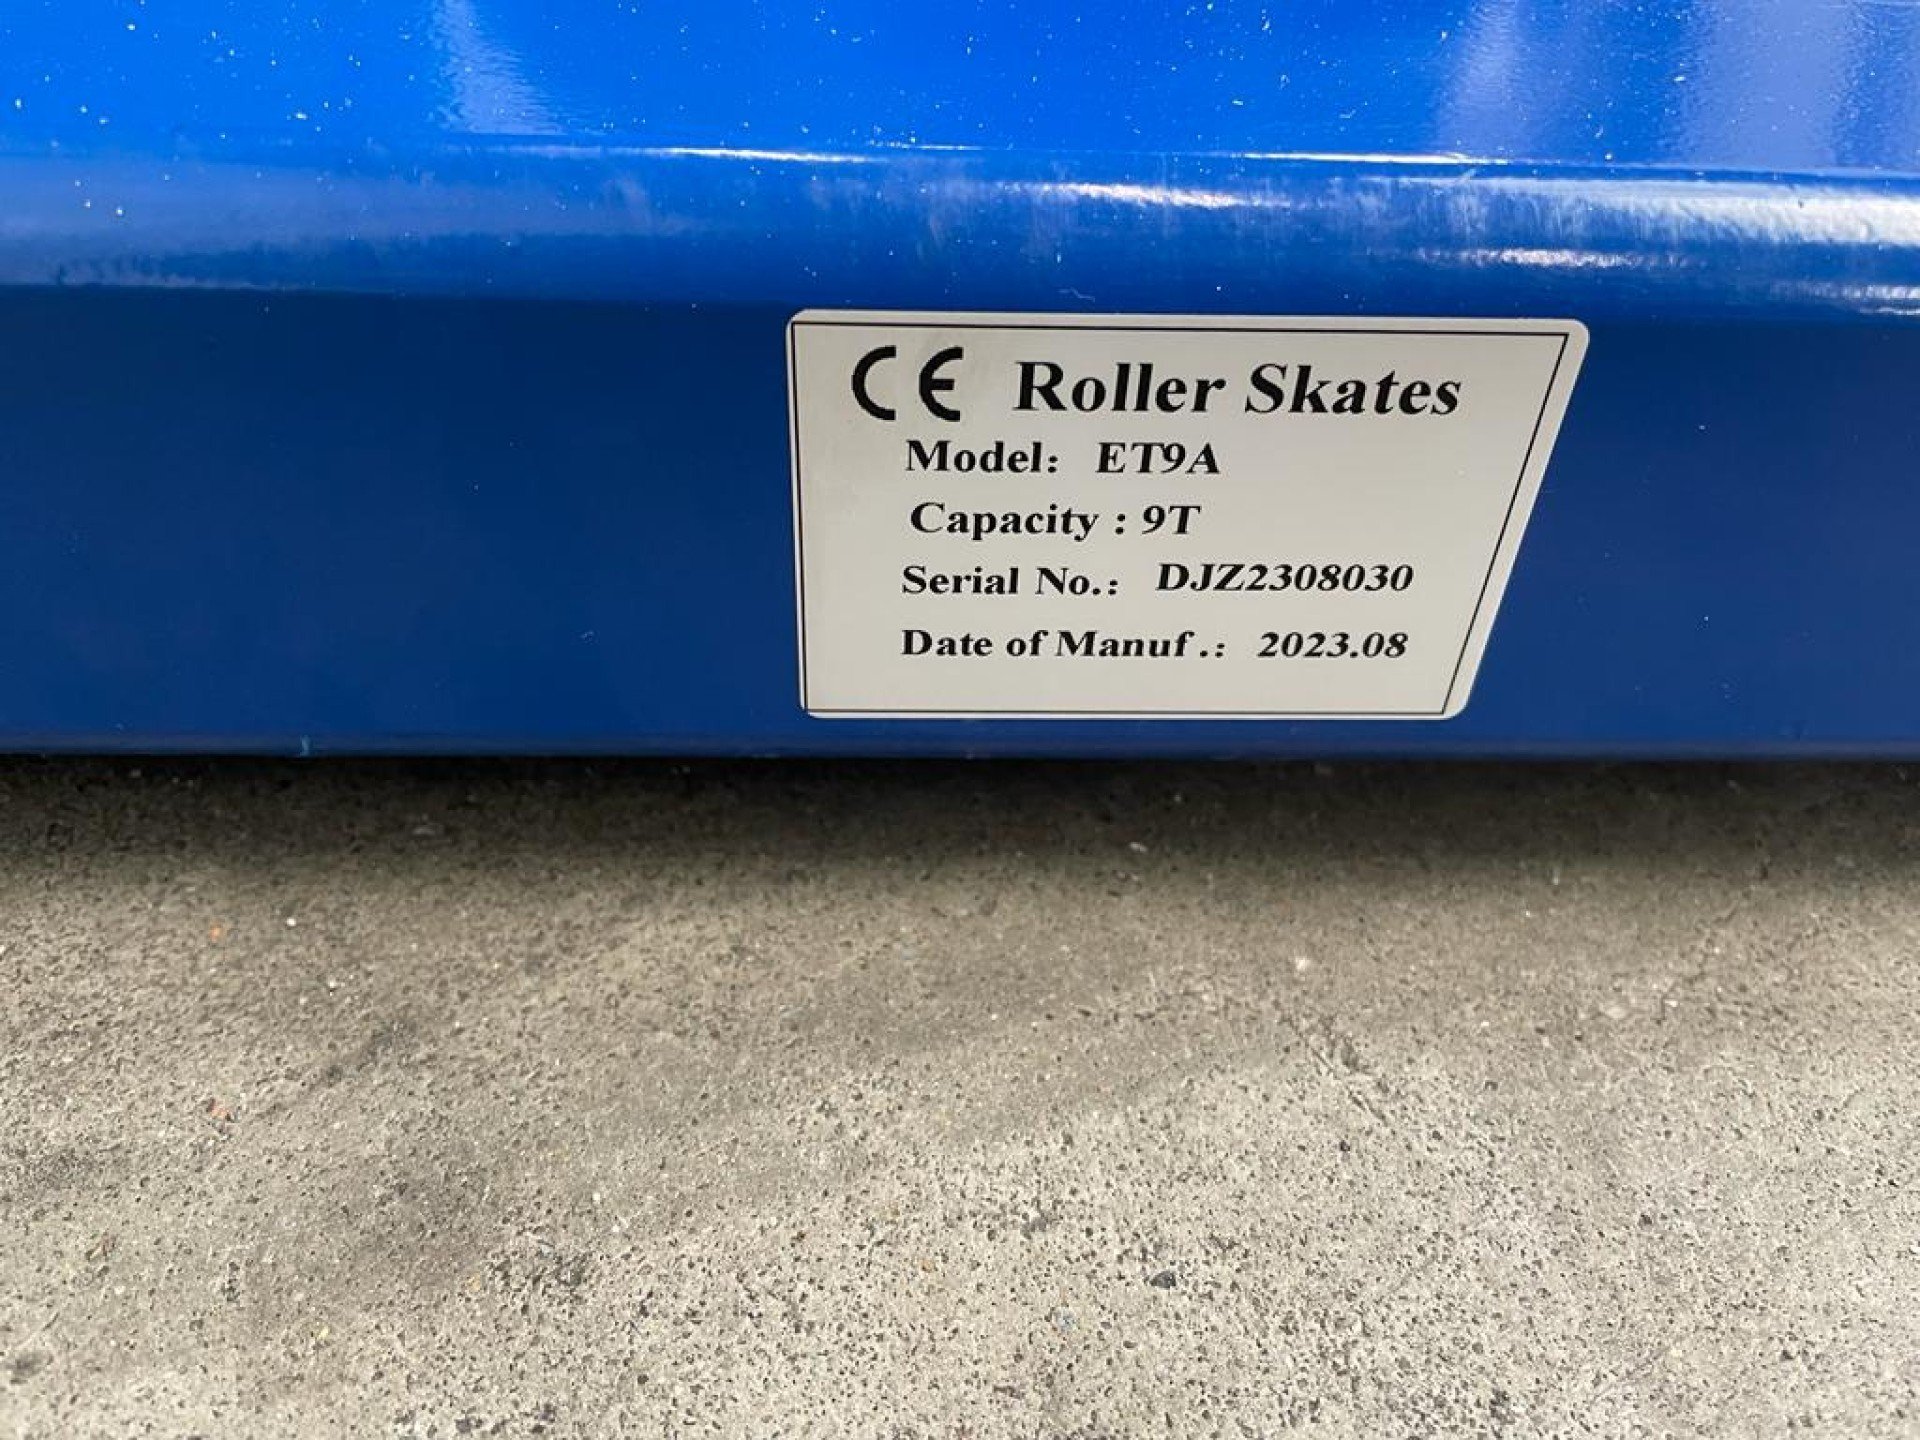 CE Roller Skates
Model: ET9A
Capacity : 9T
Serial No.: DJZ2308030
Date of Manuf .: 2023.08